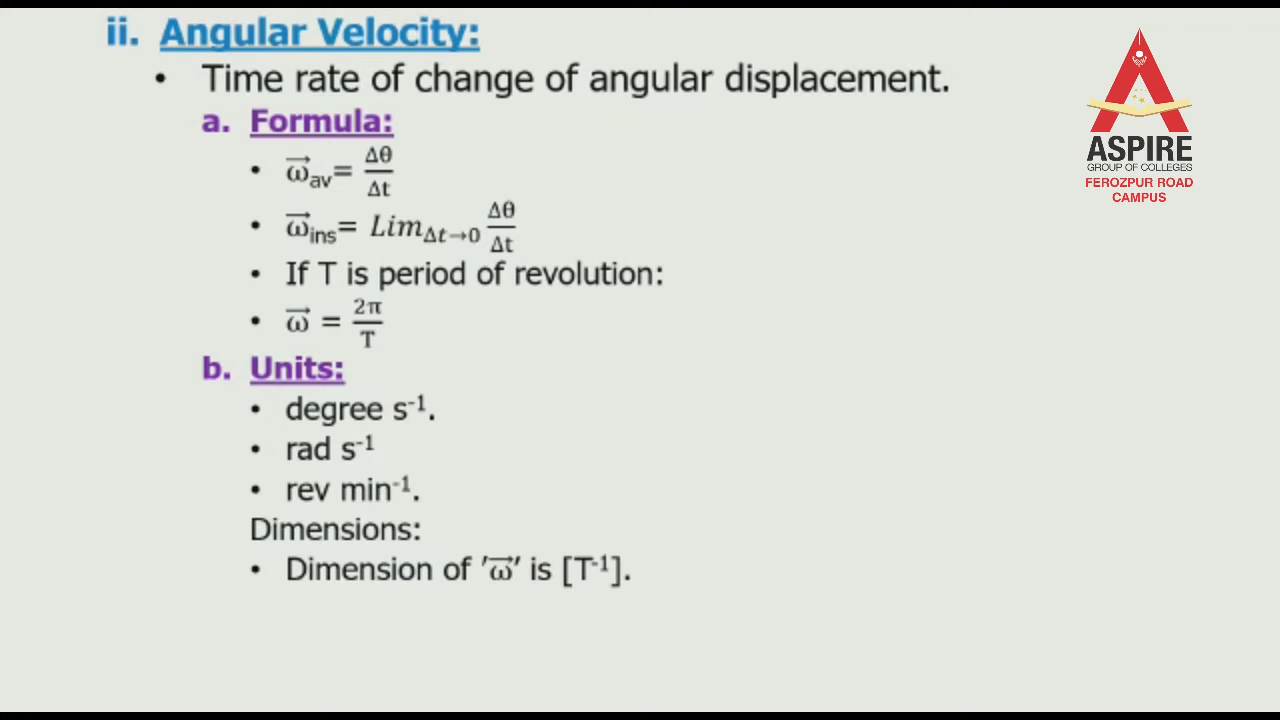 ii. Angular Velocity:
• Time rate of change of angular displacement.
a. Formula:
• ω⃗av= Δθ/Δt
• ω⃗ins= LimΔt→0 Δθ/Δt
• If T is period of revolution:
• ω⃗ = 2π/T
b. Units:
• degree s⁻¹.
• rad s⁻¹
• rev min⁻¹.
Dimensions:
• Dimension of ′ω⃗′ is [T⁻¹].
ASPIRE
GROUP OF COLLEGES
FEROZPUR ROAD
CAMPUS